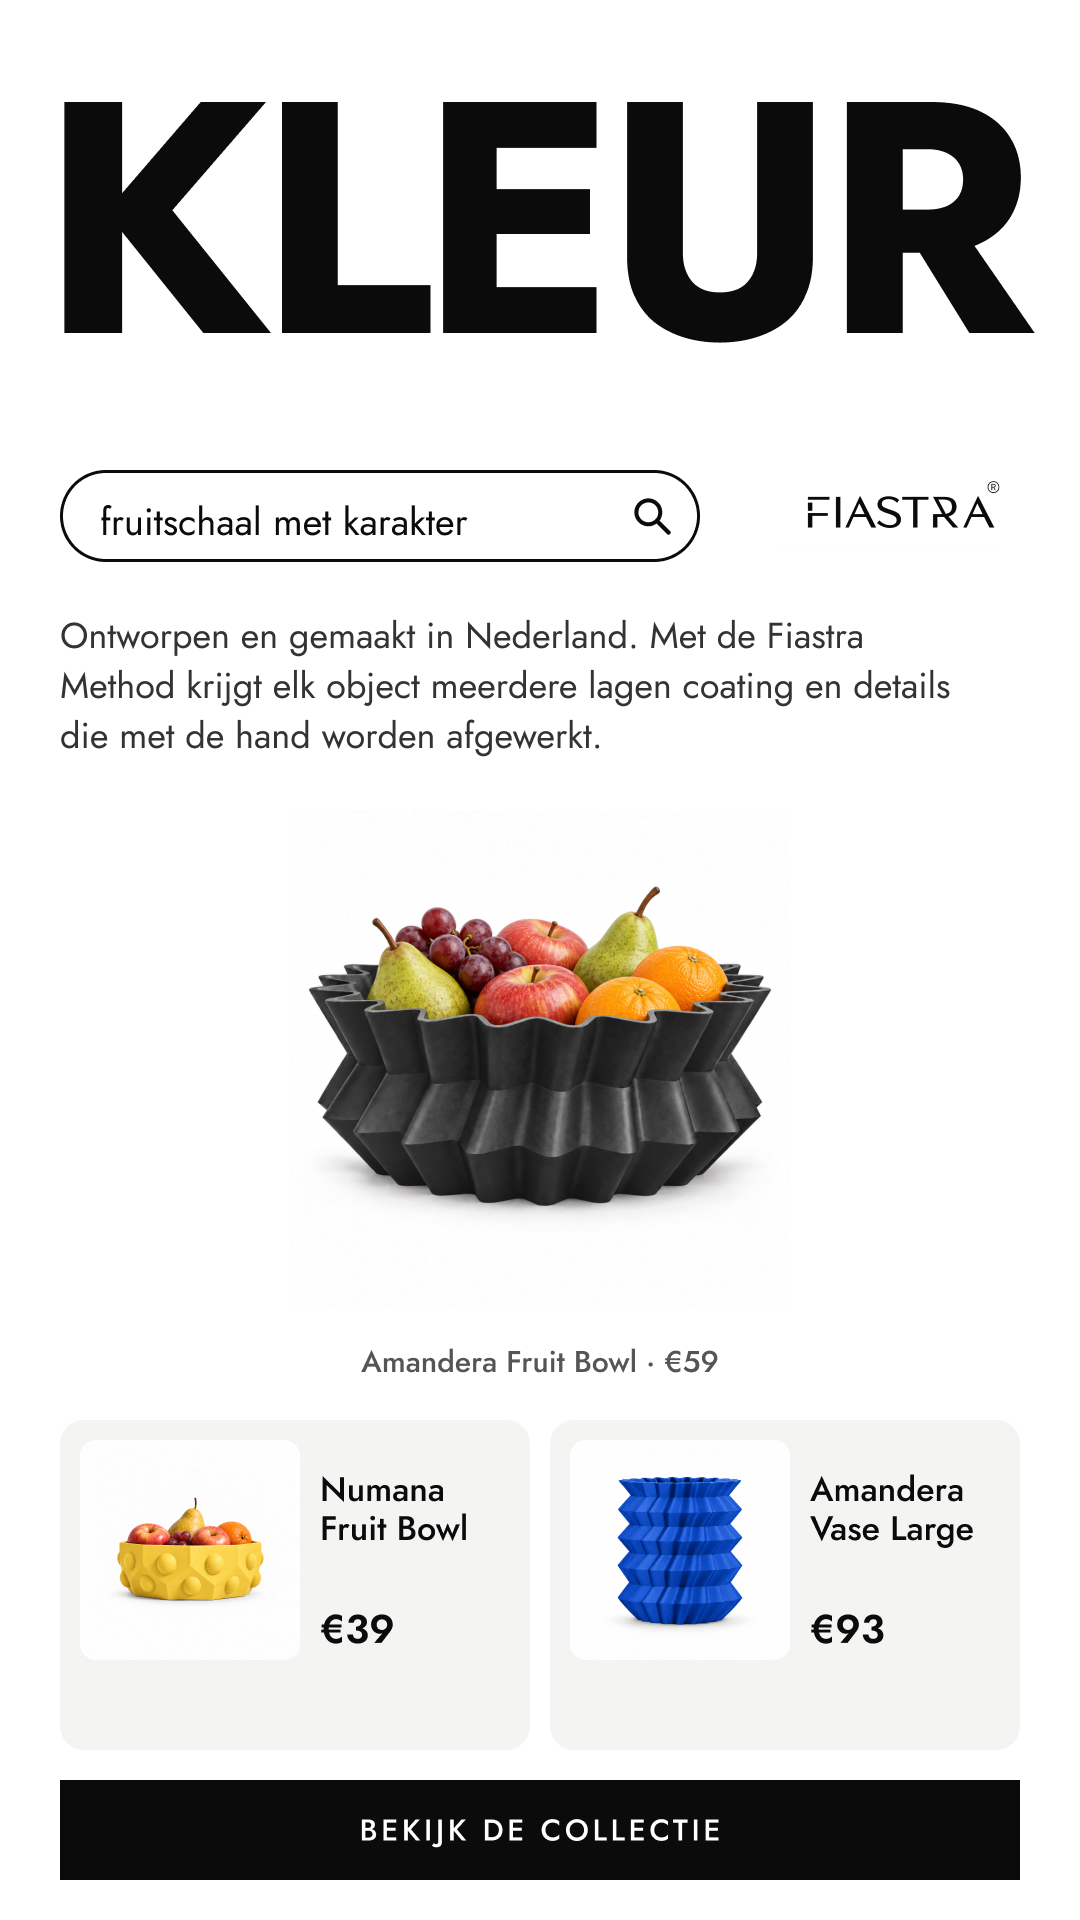 KLEUR
fruitschaal met karakter
FIASTRA®
Ontworpen en gemaakt in Nederland. Met de Fiastra
Method krijgt elk object meerdere lagen coating en details
die met de hand worden afgewerkt.
Amandera Fruit Bowl · €59
Numana
Fruit Bowl
€39
Amandera
Vase Large
€93
BEKIJK DE COLLECTIE